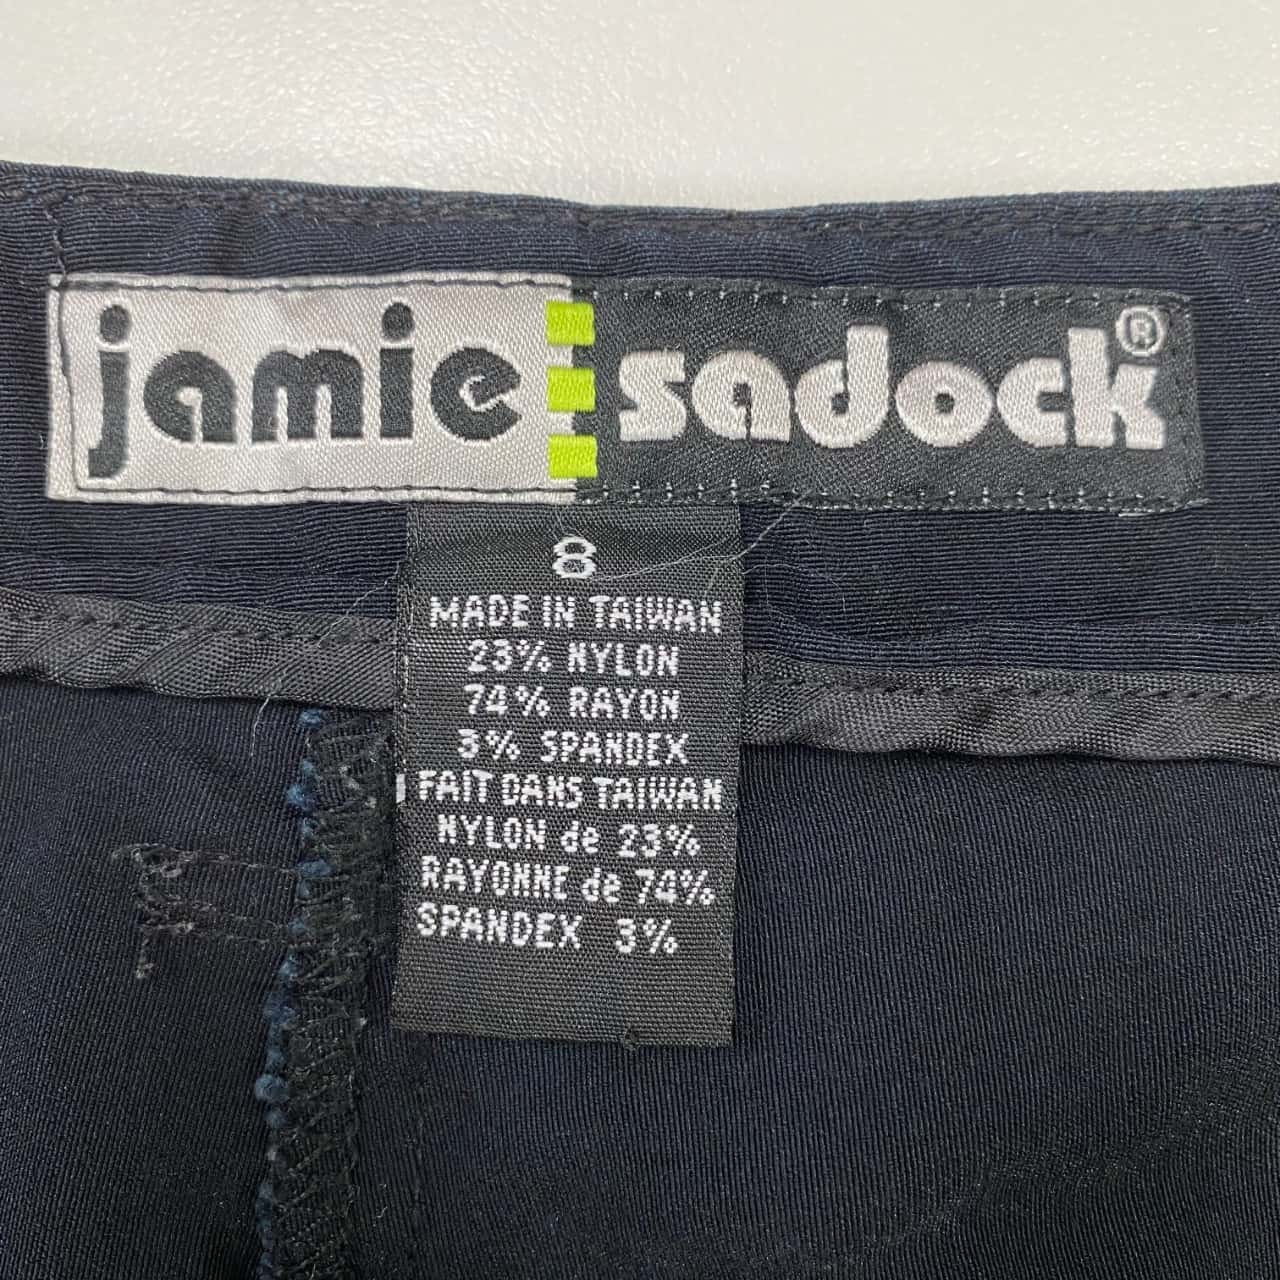 jamie sadock®
8
MADE IN TAIWAN
23% NYLON
74% RAYON
3% SPANDEX
FAIT DANS TAIWAN
NYLON de 23%
RAYONNE de 74%
SPANDEX 3%